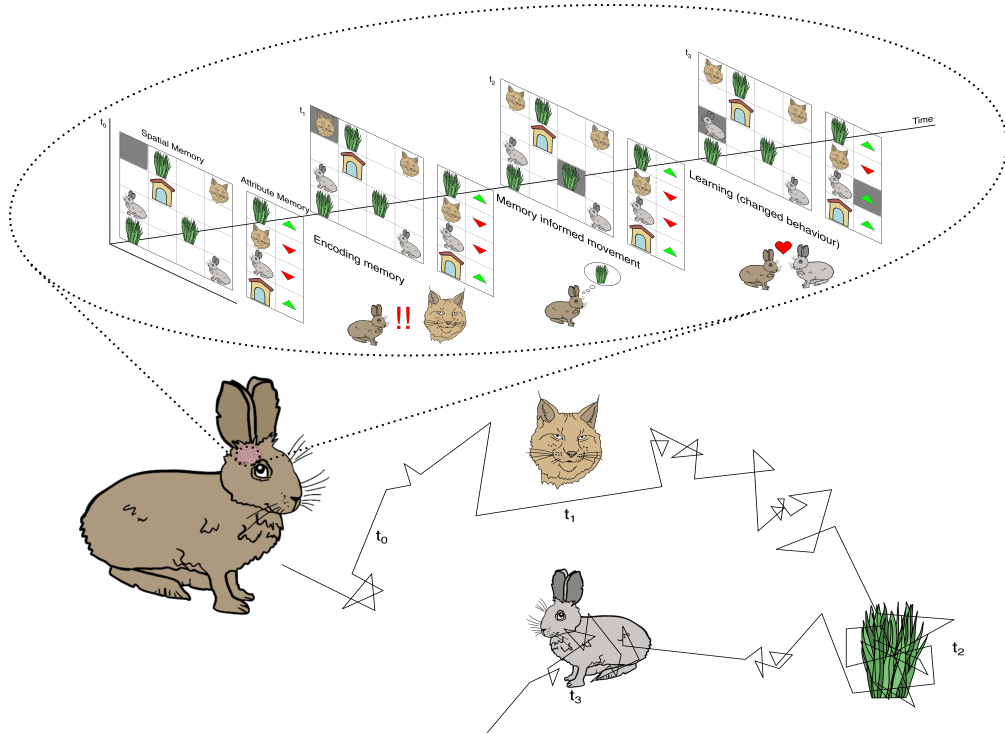 t0
Spatial Memory
Attribute Memory
t1
Encoding memory
!!
t2
Memory informed movement
t3
Learning (changed behaviour)
Time
t0
t1
t2
t3